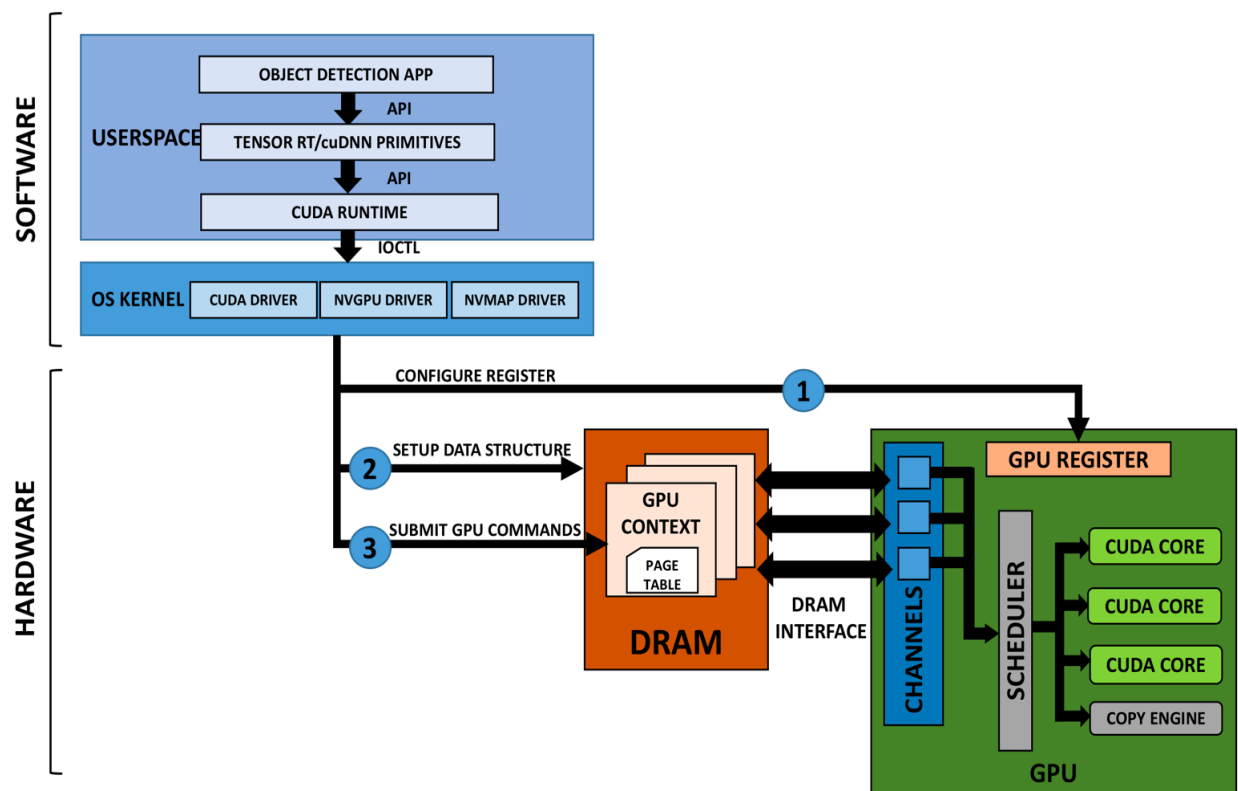 SOFTWARE
USERSPACE
OBJECT DETECTION APP
API
TENSOR RT/cuDNN PRIMITIVES
API
CUDA RUNTIME
IOCTL
OS KERNEL
CUDA DRIVER
NVGPU DRIVER
NVMAP DRIVER
HARDWARE
CONFIGURE REGISTER
1
2
SETUP DATA STRUCTURE
3
SUBMIT GPU COMMANDS
GPU
CONTEXT
PAGE
TABLE
DRAM
DRAM
INTERFACE
CHANNELS
GPU REGISTER
SCHEDULER
CUDA CORE
CUDA CORE
CUDA CORE
COPY ENGINE
GPU